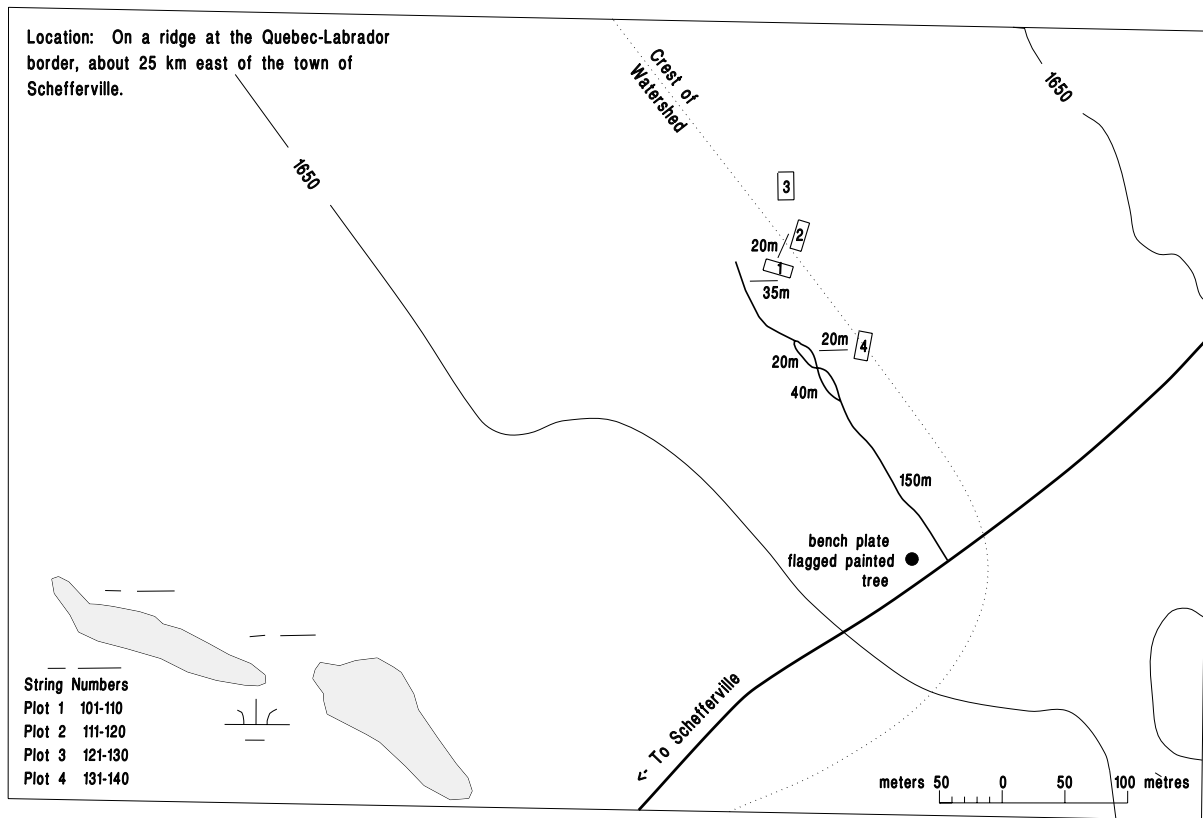 Location: On a ridge at the Quebec-Labrador
border, about 25 km east of the town of
Schefferville.
Crest of
Watershed
1650
1650
3
2
20m
1
35m
20m
4
20m
40m
150m
bench plate
flagged painted
tree
<- To Schefferville
String Numbers
Plot 1 101-110
Plot 2 111-120
Plot 3 121-130
Plot 4 131-140
meters 50 0 50 100 mètres